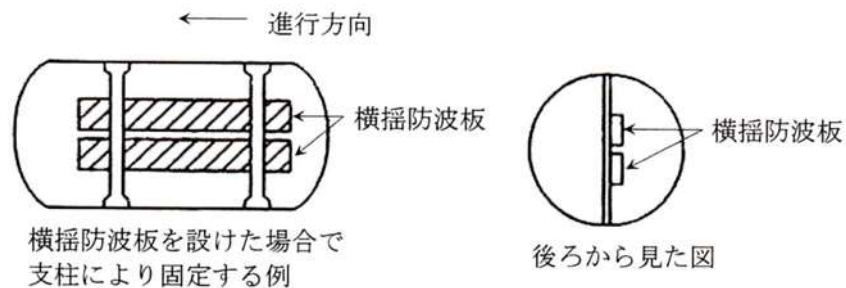 進行方向
横揺防波板
横揺防波板
横揺防波板を設けた場合で
支柱により固定する例
後ろから見た図